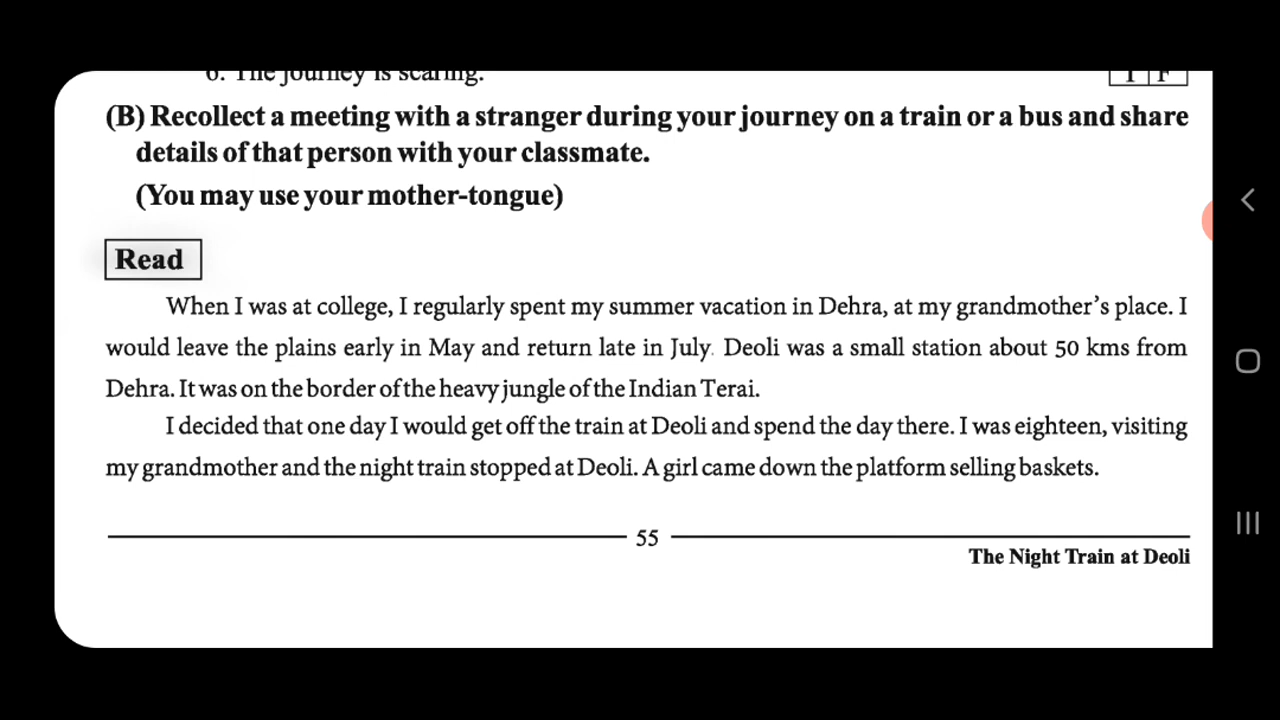 6. The journey is scaring.
T F
(B) Recollect a meeting with a stranger during your journey on a train or a bus and share
details of that person with your classmate.
(You may use your mother-tongue)
Read
When I was at college, I regularly spent my summer vacation in Dehra, at my grandmother’s place. I
would leave the plains early in May and return late in July. Deoli was a small station about 50 kms from
Dehra. It was on the border of the heavy jungle of the Indian Terai.
I decided that one day I would get off the train at Deoli and spend the day there. I was eighteen, visiting
my grandmother and the night train stopped at Deoli. A girl came down the platform selling baskets.
55
The Night Train at Deoli